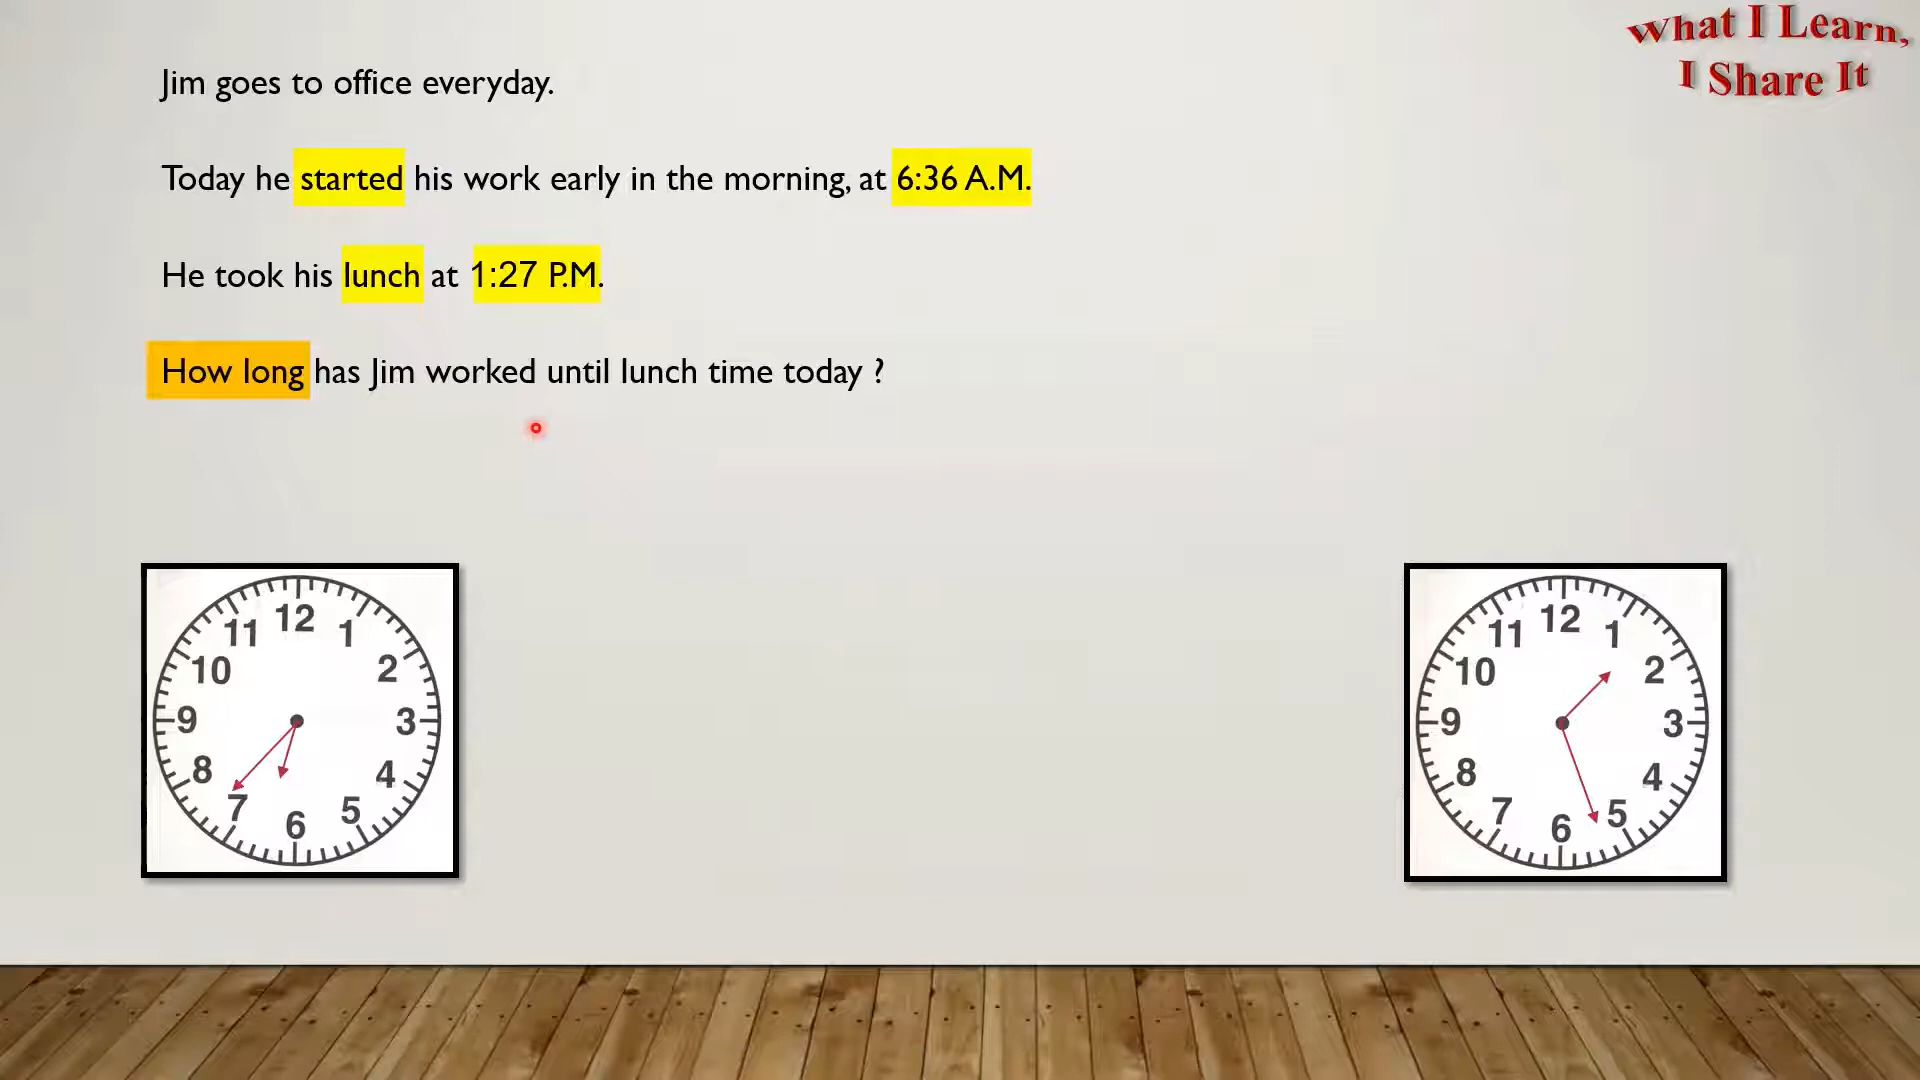 What I Learn,
I Share It
Jim goes to office everyday.
Today he started his work early in the morning, at 6:36 A.M.
He took his lunch at 1:27 P.M.
How long has Jim worked until lunch time today ?
12
11 1
10 2
9 3
8 4
7 5
6
12
11 1
10 2
9 3
8 4
7 5
6